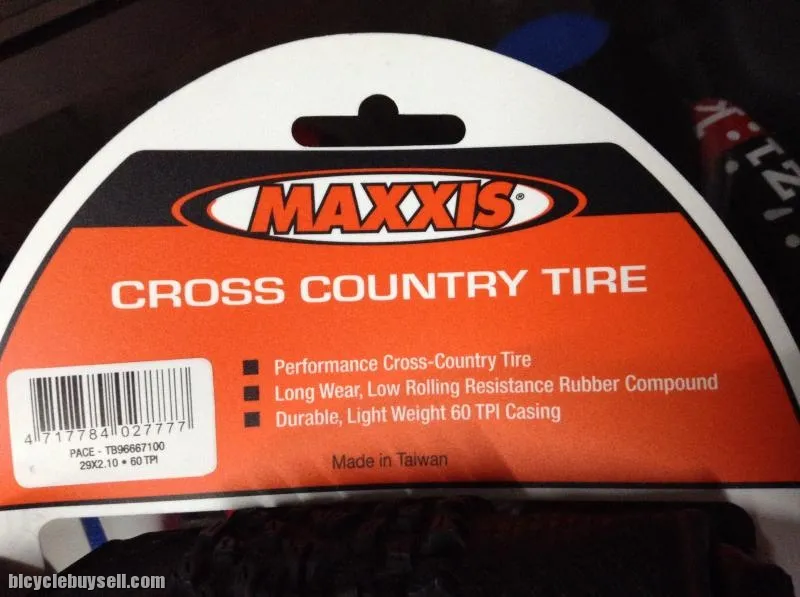 MAXXIS®
CROSS COUNTRY TIRE
■ Performance Cross-Country Tire
■ Long Wear, Low Rolling Resistance Rubber Compound
■ Durable, Light Weight 60 TPI Casing
4 717784 027777
PACE - TB96667100
29X2.10 • 60 TPI
Made in Taiwan
bicyclebuysell.com